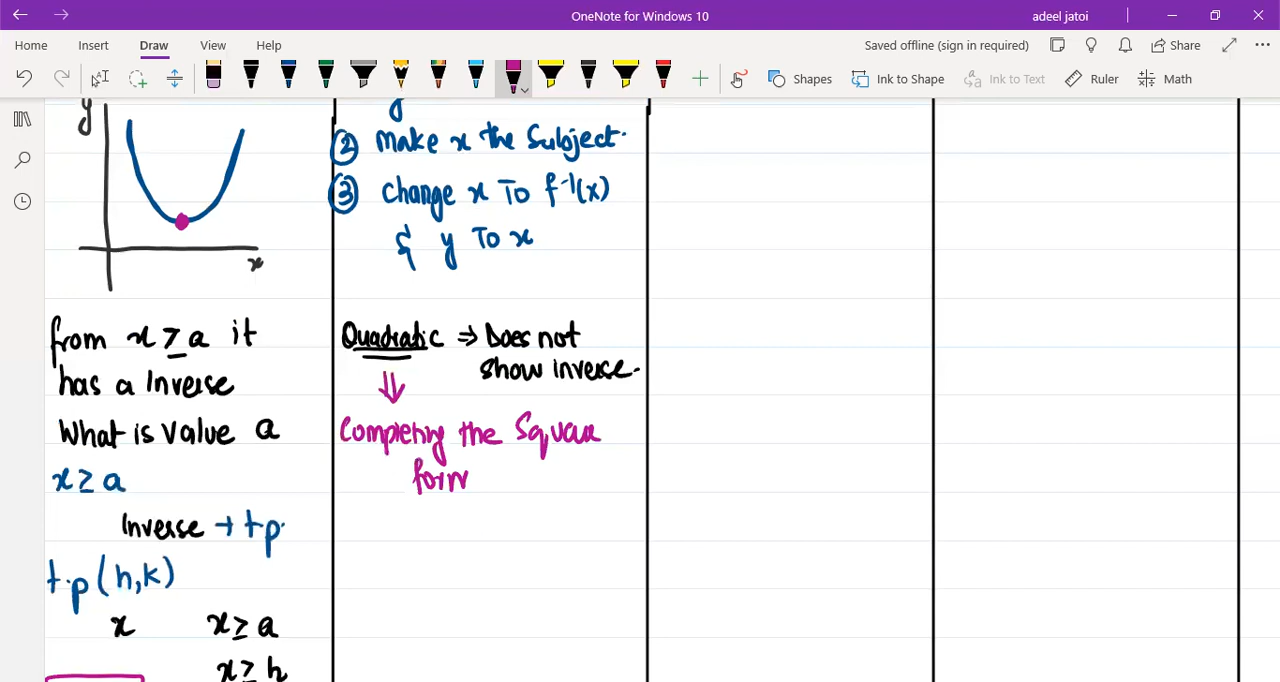 OneNote for Windows 10
adeel jatoi
Home
Insert
Draw
View
Help
Saved offline (sign in required)
Share
Shapes
Ink to Shape
Ink to Text
Ruler
Math
y
x
from x ≥ a it
has a Inverse
What is value a
x ≥ a
Inverse → t.p.
t.p (h,k)
x x ≥ a
x ≥ h
② Make x the Subject.
③ Change x To f⁻¹(x)
& y To x
Quadratic ⇒ Does not
show inverse.
⇓
Completing the Square
form